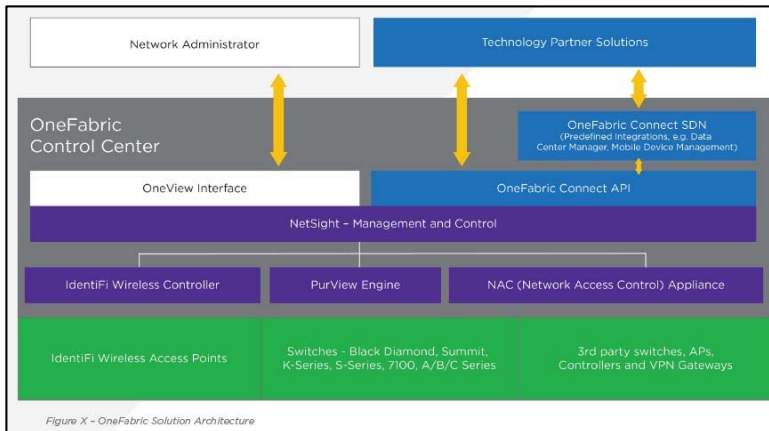 Network Administrator
Technology Partner Solutions
OneFabric
Control Center
OneFabric Connect SDN
(Predefined Integrations, e.g. Data
Center Manager, Mobile Device Management)
OneView Interface
OneFabric Connect API
NetSight – Management and Control
IdentiFi Wireless Controller
PurView Engine
NAC (Network Access Control) Appliance
IdentiFi Wireless Access Points
Switches - Black Diamond, Summit,
K-Series, S-Series, 7100, A/B/C Series
3rd party switches, APs,
Controllers and VPN Gateways
Figure X – OneFabric Solution Architecture